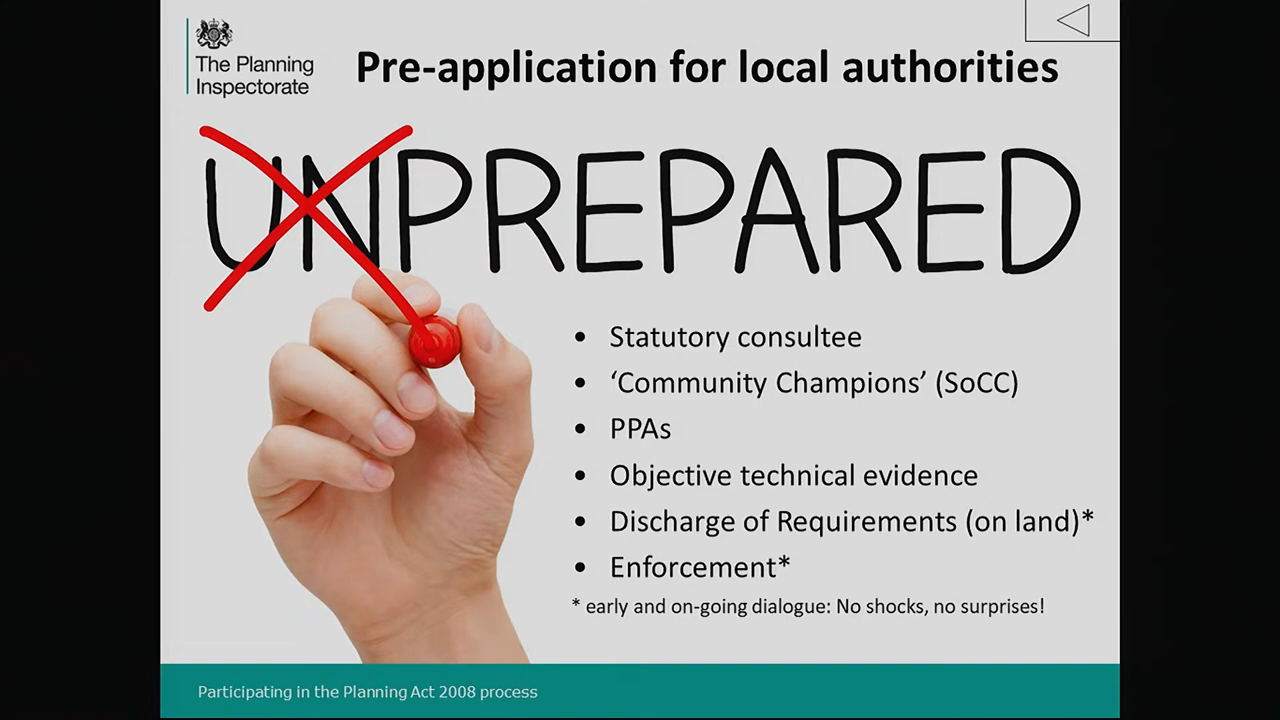 The Planning
Inspectorate
Pre-application for local authorities
UNPREPARED
• Statutory consultee
• ‘Community Champions’ (SoCC)
• PPAs
• Objective technical evidence
• Discharge of Requirements (on land)*
• Enforcement*
* early and on-going dialogue: No shocks, no surprises!
Participating in the Planning Act 2008 process